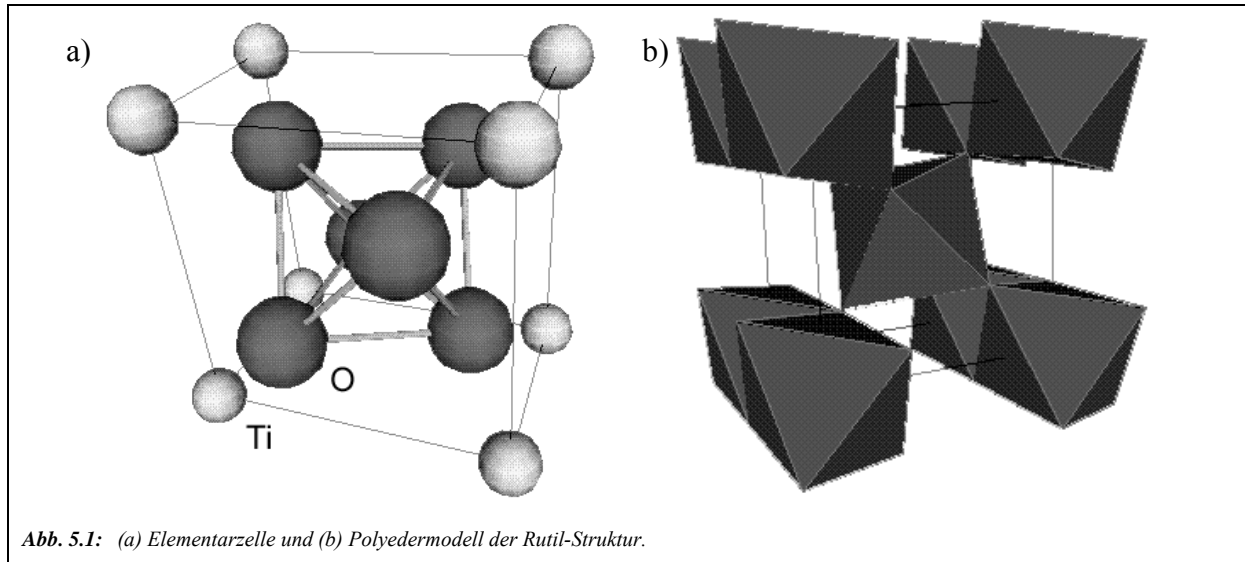 a)
b)
O
Ti
Abb. 5.1: (a) Elementarzelle und (b) Polyedermodell der Rutil-Struktur.